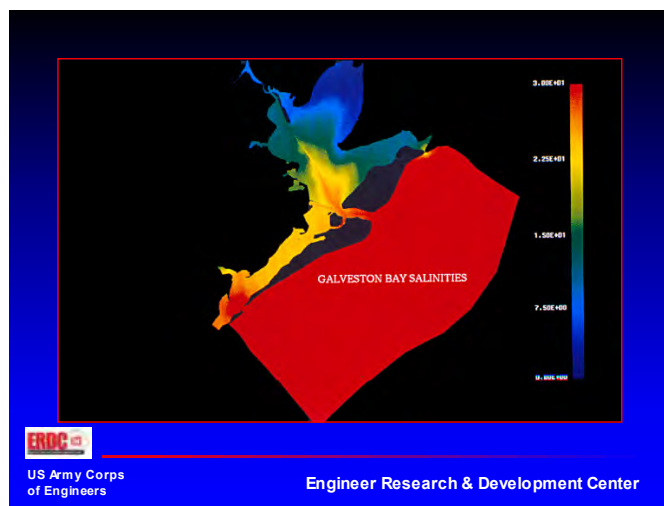 3.00E+01
2.25E+01
1.50E+01
7.50E+00
0.00E+00
GALVESTON BAY SALINITIES
ERDC
US Army Corps
of Engineers
Engineer Research & Development Center